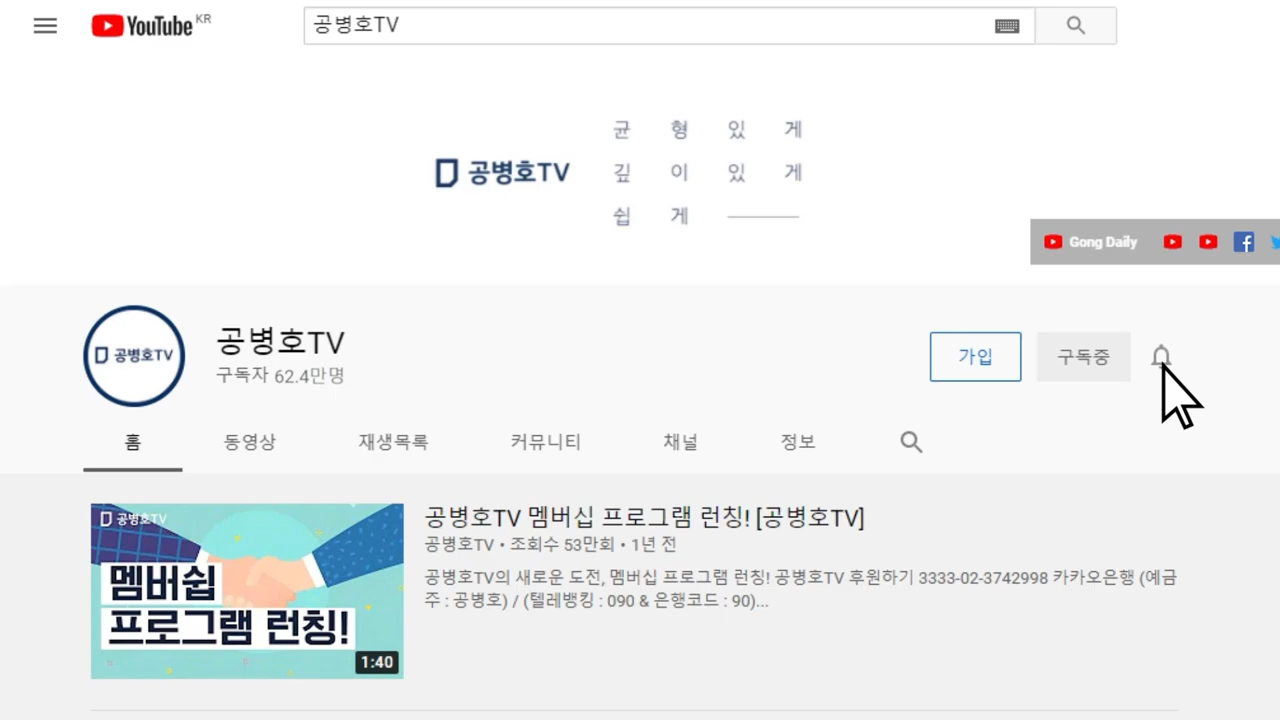 YouTube KR
공병호TV
공병호TV
균 형 있 게
깊 이 있 게
쉽 게
Gong Daily
공병호TV
공병호TV
구독자 62.4만명
가입
구독중
홈 동영상 재생목록 커뮤니티 채널 정보
공병호TV
멤버쉽
프로그램 런칭!
1:40
공병호TV 멤버십 프로그램 런칭! [공병호TV]
공병호TV • 조회수 53만회 • 1년 전
공병호TV의 새로운 도전, 멤버십 프로그램 런칭! 공병호TV 후원하기 3333-02-3742998 카카오은행 (예금
주 : 공병호) / (텔레뱅킹 : 090 & 은행코드 : 90)...